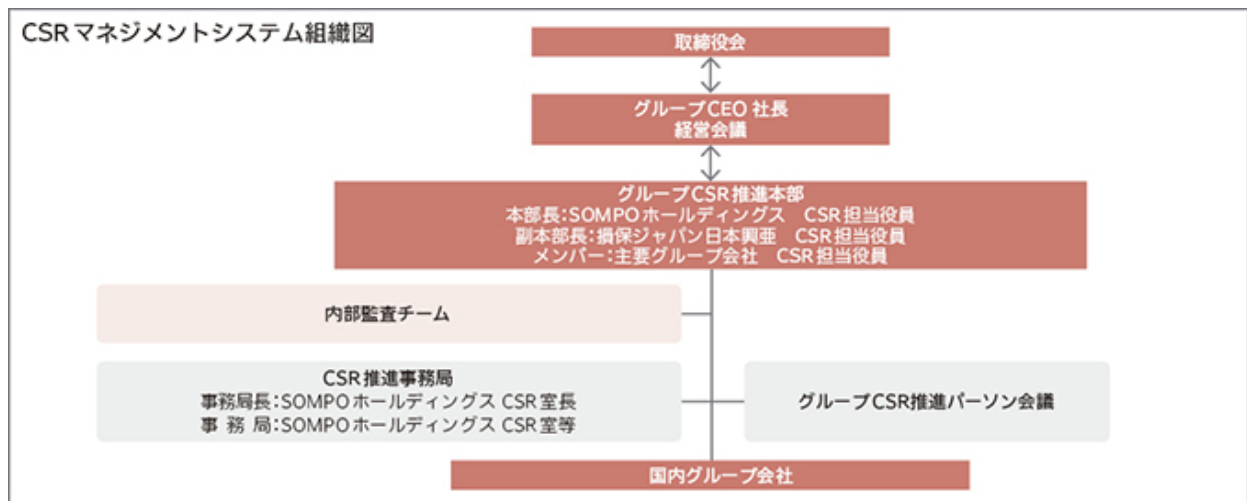 CSRマネジメントシステム組織図
取締役会
グループCEO 社長
経営会議
グループCSR推進本部
本部長:SOMPOホールディングス　CSR担当役員
副本部長:損保ジャパン日本興亜　CSR担当役員
メンバー:主要グループ会社　CSR担当役員
内部監査チーム
CSR推進事務局
事務局長:SOMPOホールディングス CSR室長
事 務 局:SOMPOホールディングス CSR室等
グループCSR推進パーソン会議
国内グループ会社